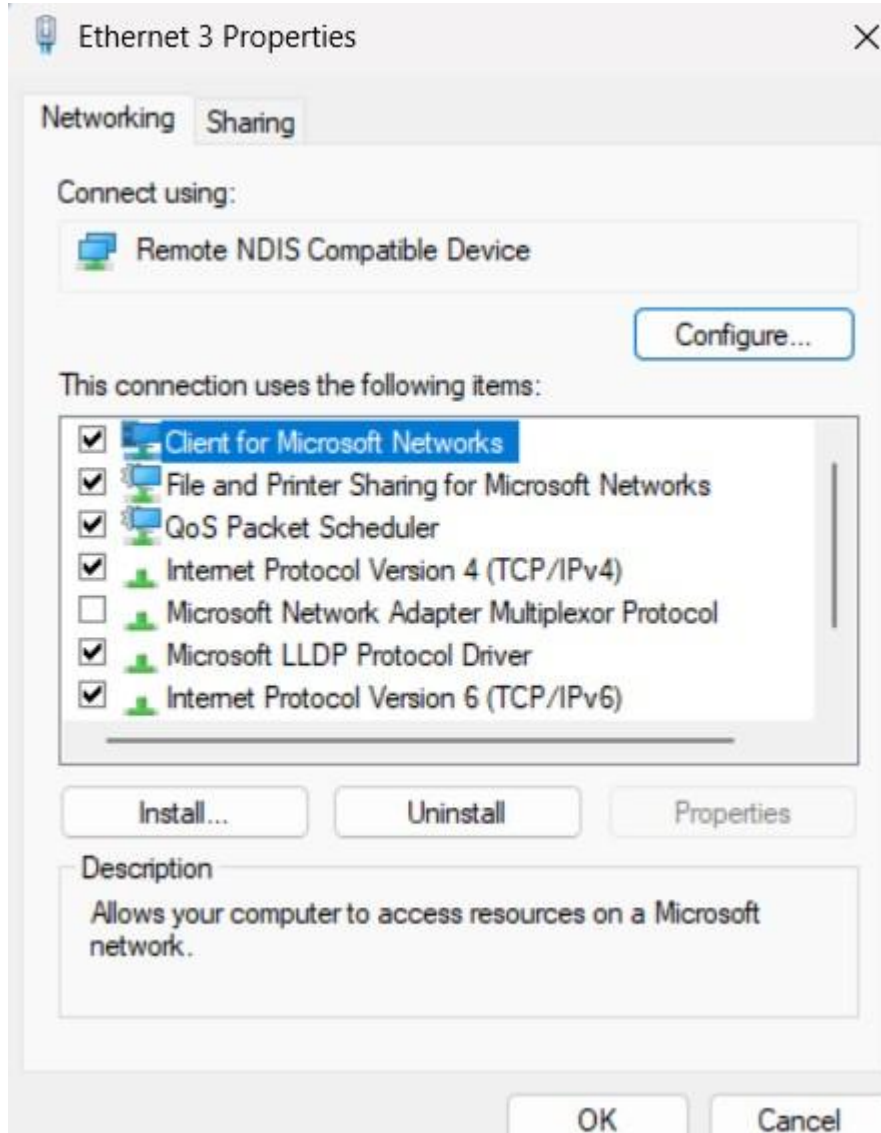 Ethernet 3 Properties
Networking Sharing
Connect using:
Remote NDIS Compatible Device
Configure...
This connection uses the following items:
Client for Microsoft Networks
File and Printer Sharing for Microsoft Networks
QoS Packet Scheduler
Internet Protocol Version 4 (TCP/IPv4)
Microsoft Network Adapter Multiplexor Protocol
Microsoft LLDP Protocol Driver
Internet Protocol Version 6 (TCP/IPv6)
Install... Uninstall Properties
Description
Allows your computer to access resources on a Microsoft
network.
OK Cancel